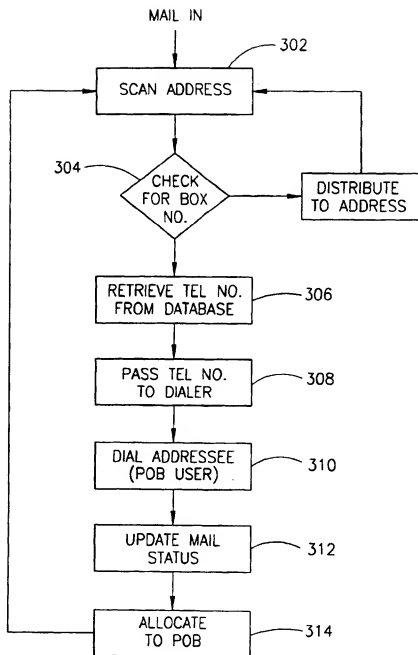 MAIL IN
302
SCAN ADDRESS
304
CHECK
FOR BOX
NO.
DISTRIBUTE
TO ADDRESS
RETRIEVE TEL NO.
FROM DATABASE
306
PASS TEL NO.
TO DIALER
308
DIAL ADDRESSEE
(POB USER)
310
UPDATE MAIL
STATUS
312
ALLOCATE
TO POB
314